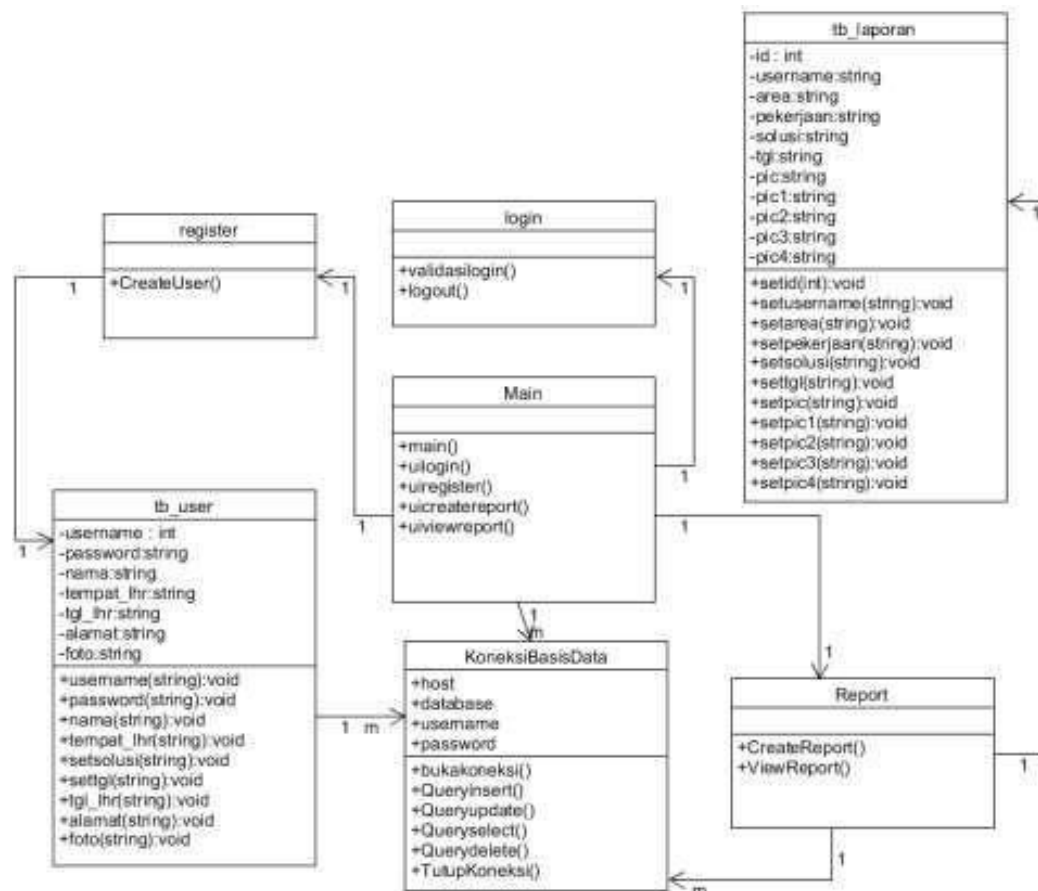 tb_laporan
-id : int
-username:string
-area:string
-pekerjaan:string
-solusi:string
-tgl:string
-pic:string
-pic1:string
-pic2:string
-pic3:string
-pic4:string
+setid(int):void
+setusername(string):void
+setarea(string):void
+setpekerjaan(string):void
+setsolusi(string):void
+settgl(string):void
+setpic(string):void
+setpic1(string):void
+setpic2(string):void
+setpic3(string):void
+setpic4(string):void
1
register
+CreateUser()
1
1
login
+validasilogin()
+logout()
1
Main
+main()
+uilogin()
+uiregister()
+uicreatereport()
+uiviewreport()
1
1
1
1
m
tb_user
-username : int
-password:string
-nama:string
-tempat_lhr:string
-tgl_lhr:string
-alamat:string
-foto:string
+username(string):void
+password(string):void
+nama(string):void
+tempat_lhr(string):void
+setsolusi(string):void
+settgl(string):void
+tgl_lhr(string):void
+alamat(string):void
+foto(string):void
1
1 m
KoneksiBasisData
+host
+database
+username
+password
+bukakoneksi()
+Queryinsert()
+Queryupdate()
+Queryselect()
+Querydelete()
+TutupKoneksi()
1
Report
+CreateReport()
+ViewReport()
1
1
m